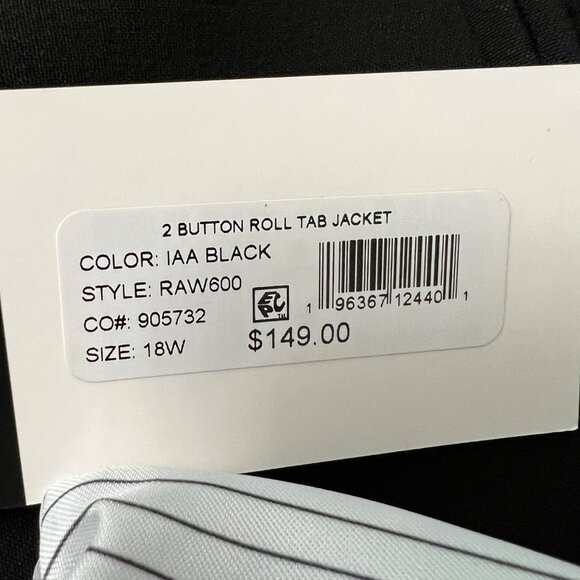 2 BUTTON ROLL TAB JACKET
COLOR: IAA BLACK
STYLE: RAW600
CO#: 905732
SIZE: 18W
EPC™
1 96367 12440 1
$149.00